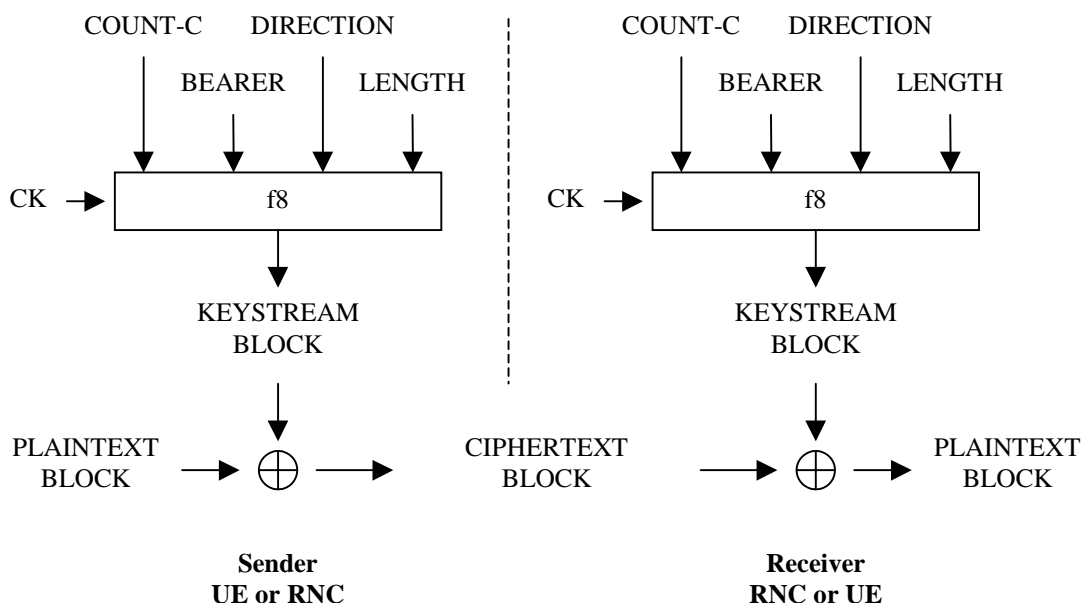 COUNT-C DIRECTION COUNT-C DIRECTION
BEARER LENGTH BEARER LENGTH
CK f8 CK f8
KEYSTREAM KEYSTREAM
BLOCK BLOCK
PLAINTEXT CIPHERTEXT PLAINTEXT
BLOCK BLOCK BLOCK
Sender Receiver
UE or RNC RNC or UE